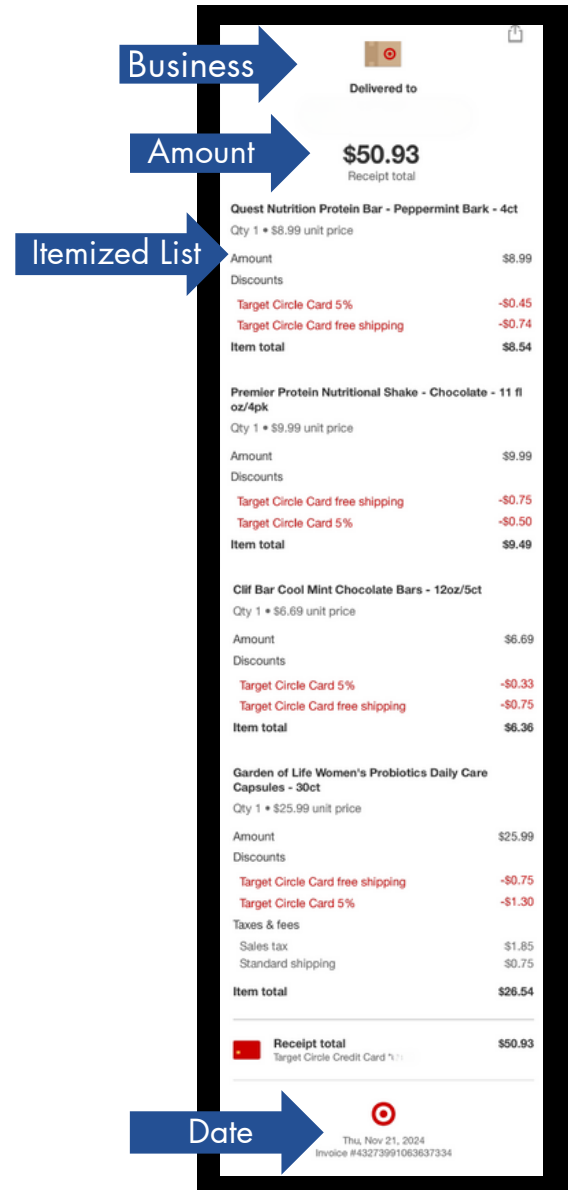 Business
Delivered to
Amount
$50.93
Receipt total
Quest Nutrition Protein Bar - Peppermint Bark - 4ct
Qty 1 • $8.99 unit price
Itemized List
Amount $8.99
Discounts
Target Circle Card 5% -$0.45
Target Circle Card free shipping -$0.74
Item total $8.54
Premier Protein Nutritional Shake - Chocolate - 11 fl
oz/4pk
Qty 1 • $9.99 unit price
Amount $9.99
Discounts
Target Circle Card free shipping -$0.75
Target Circle Card 5% -$0.50
Item total $9.49
Clif Bar Cool Mint Chocolate Bars - 12oz/5ct
Qty 1 • $6.69 unit price
Amount $6.69
Discounts
Target Circle Card 5% -$0.33
Target Circle Card free shipping -$0.75
Item total $6.36
Garden of Life Women's Probiotics Daily Care
Capsules - 30ct
Qty 1 • $25.99 unit price
Amount $25.99
Discounts
Target Circle Card free shipping -$0.75
Target Circle Card 5% -$1.30
Taxes & fees
Sales tax $1.85
Standard shipping $0.75
Item total $26.54
Receipt total $50.93
Target Circle Credit Card
Date
Thu, Nov 21, 2024
Invoice #43273991063637334